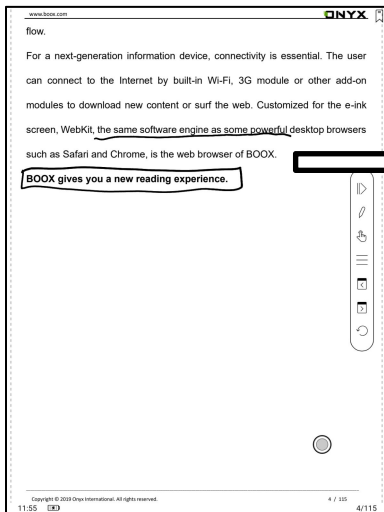 www.boox.com
ONYX
flow.
For a next-generation information device, connectivity is essential. The user
can connect to the Internet by built-in Wi-Fi, 3G module or other add-on
modules to download new content or surf the web. Customized for the e-ink
screen, WebKit, the same software engine as some powerful desktop browsers
such as Safari and Chrome, is the web browser of BOOX.
BOOX gives you a new reading experience.
Copyright © 2019 Onyx International. All rights reserved.
4 / 115
11:55
4/115